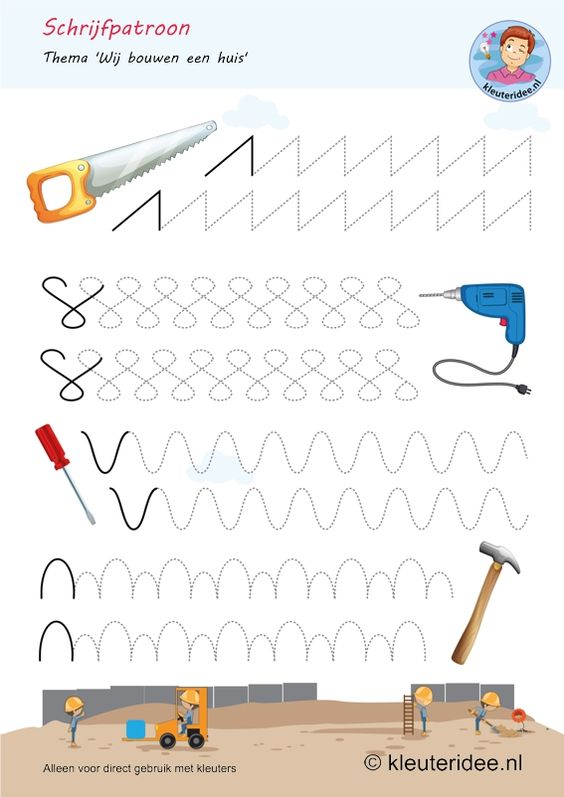 Schrijfpatroon
Thema 'Wij bouwen een huis'
kleuteridee.nl
Alleen voor direct gebruik met kleuters
© kleuteridee.nl